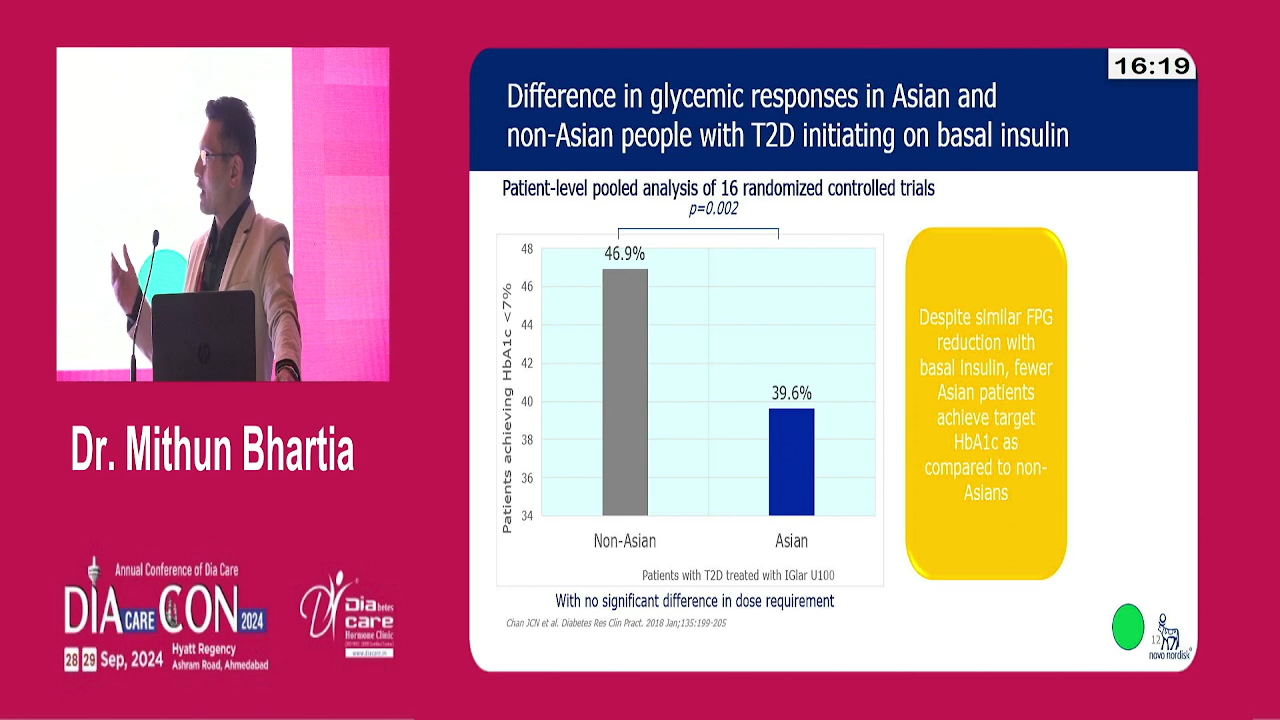 16:19
Difference in glycemic responses in Asian and
non-Asian people with T2D initiating on basal insulin
Patient-level pooled analysis of 16 randomized controlled trials
p=0.002
Patients achieving HbA1c <7%
48
46
44
42
40
38
36
34
46.9%
39.6%
Non-Asian
Asian
Patients with T2D treated with IGlar U100
With no significant difference in dose requirement
Chan JCN et al. Diabetes Res Clin Pract. 2018 Jan;135:199-205
Despite similar FPG
reduction with
basal insulin, fewer
Asian patients
achieve target
HbA1c as
compared to non-
Asians
12
novo nordisk®
Dr. Mithun Bhartia
Annual Conference of Dia Care
DIA CARE CON 2024
28 29 Sep, 2024
Hyatt Regency
Ashram Road, Ahmedabad
Diabetes
care
Hormone Clinic
www.diacare.in